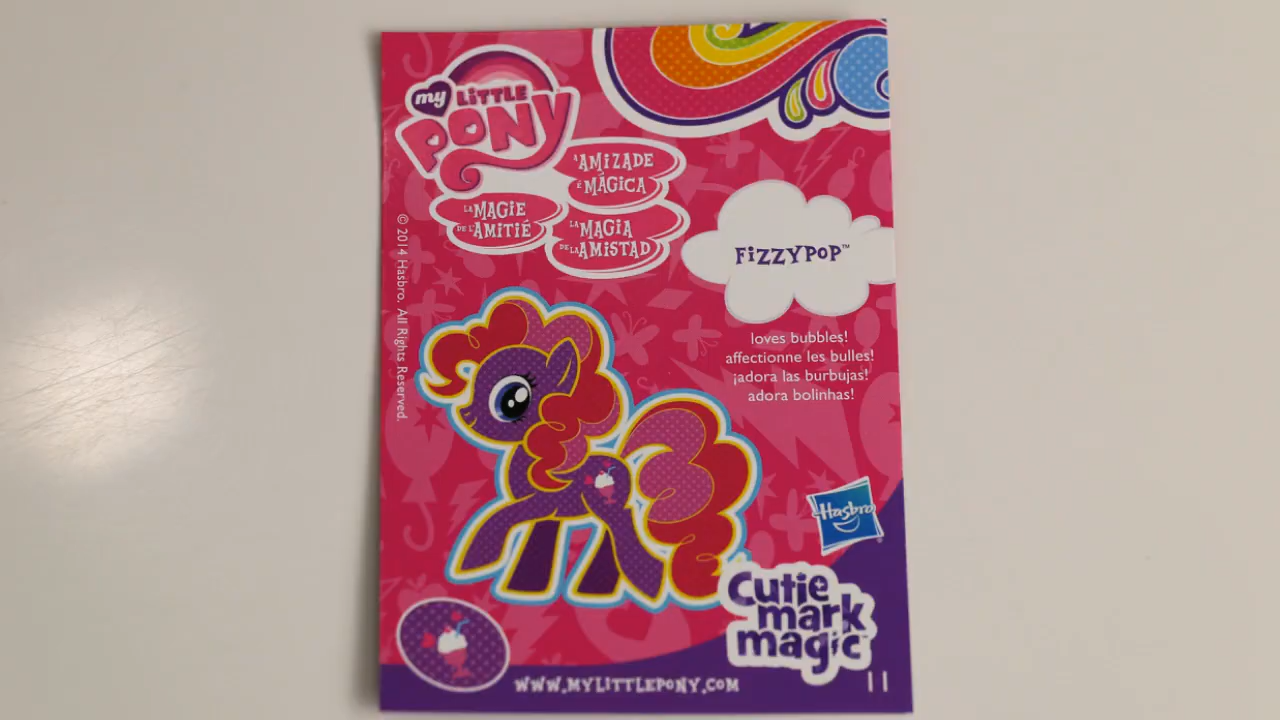 my LITTLE
PONY
A AMIZADE
É MÁGICA
LA MAGIE
DE L'AMITIÉ
LA MAGIA
DE LA AMISTAD
FIZZYPOP™
loves bubbles!
affectionne les bulles!
¡adora las burbujas!
adora bolinhas!
© 2014 Hasbro. All Rights Reserved.
Hasbro
Cutie
mark
magic™
WWW.MYLITTLEPONY.COM
11